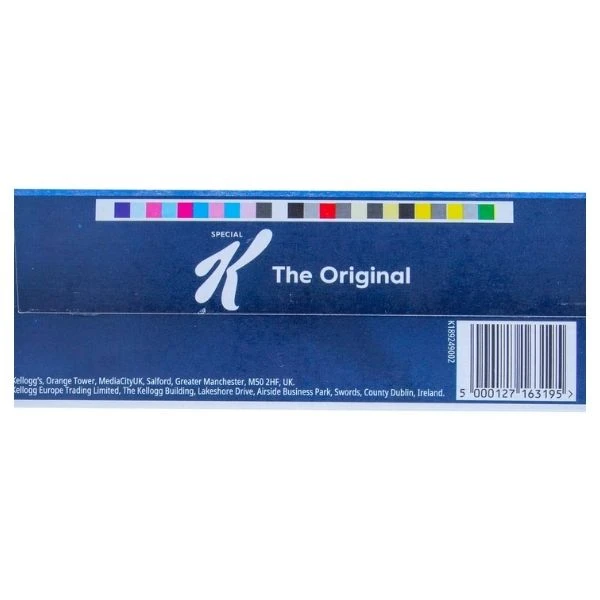 SPECIAL
K
The Original
K189249002
Kellogg's, Orange Tower, MediaCityUK, Salford, Greater Manchester, M50 2HF, UK.
Kellogg Europe Trading Limited, The Kellogg Building, Lakeshore Drive, Airside Business Park, Swords, County Dublin, Ireland.
5 000127 163195 >